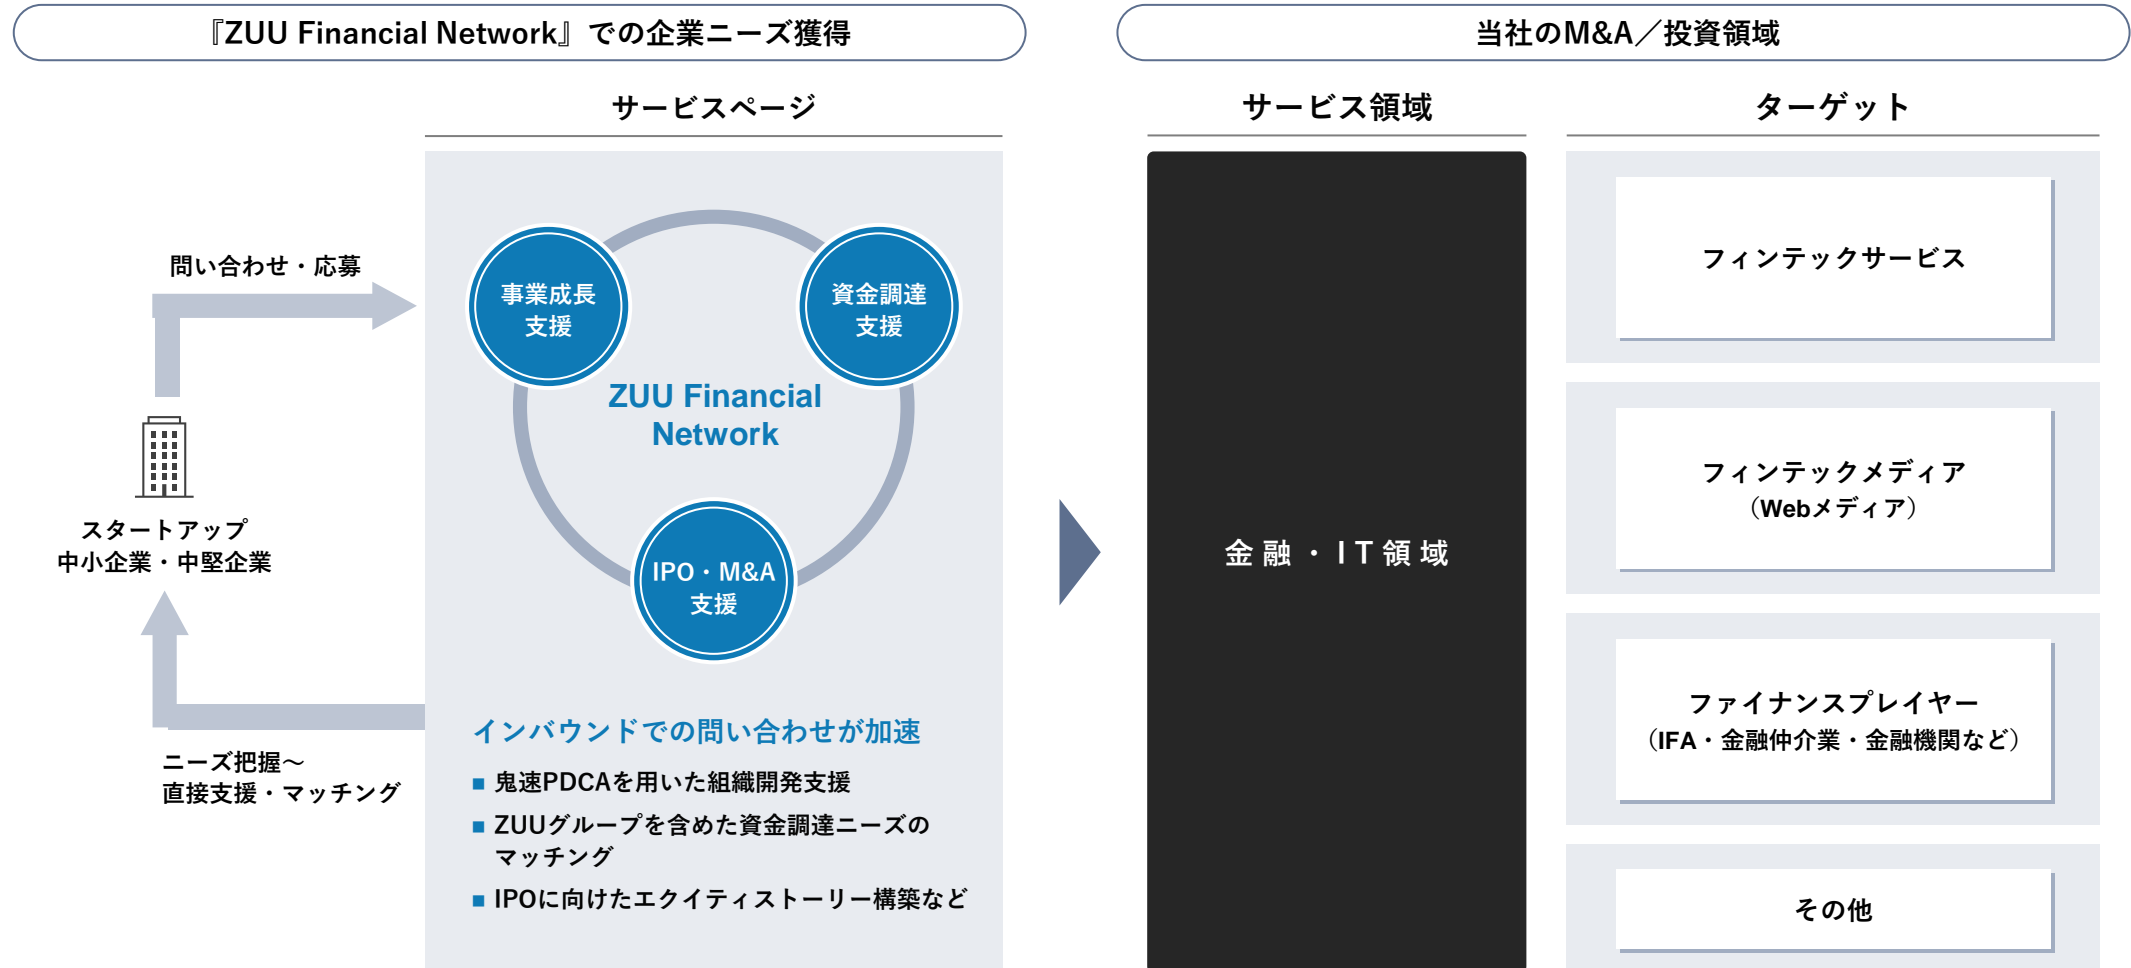 『ZUU Financial Network』での企業ニーズ獲得
サービスページ
問い合わせ・応募
スタートアップ
中小企業・中堅企業
ニーズ把握～
直接支援・マッチング
事業成長
支援
資金調達
支援
ZUU Financial
Network
IPO・M&A
支援
インバウンドでの問い合わせが加速
■ 鬼速PDCAを用いた組織開発支援
■ ZUUグループを含めた資金調達ニーズの
マッチング
■ IPOに向けたエクイティストーリー構築など
当社のM&A／投資領域
サービス領域
金融・IT領域
ターゲット
フィンテックサービス
フィンテックメディア
（Webメディア）
ファイナンスプレイヤー
（IFA・金融仲介業・金融機関など）
その他